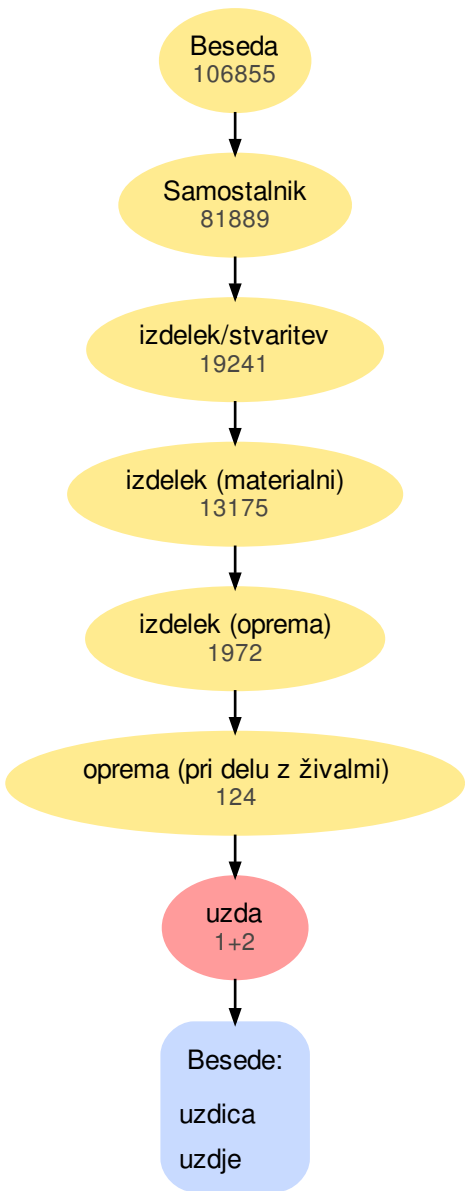 Beseda
106855
Samostalnik
81889
izdelek/stvaritev
19241
izdelek (materialni)
13175
izdelek (oprema)
1972
oprema (pri delu z živalmi)
124
uzda
1+2
Besede:
uzdica
uzdje